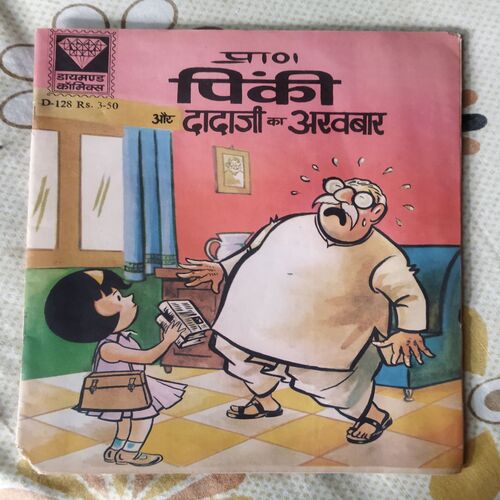 डायमण्ड
कॉमिक्स
D-128 Rs. 3-50
प्राण
पिंकी
और दादाजी का अखबार